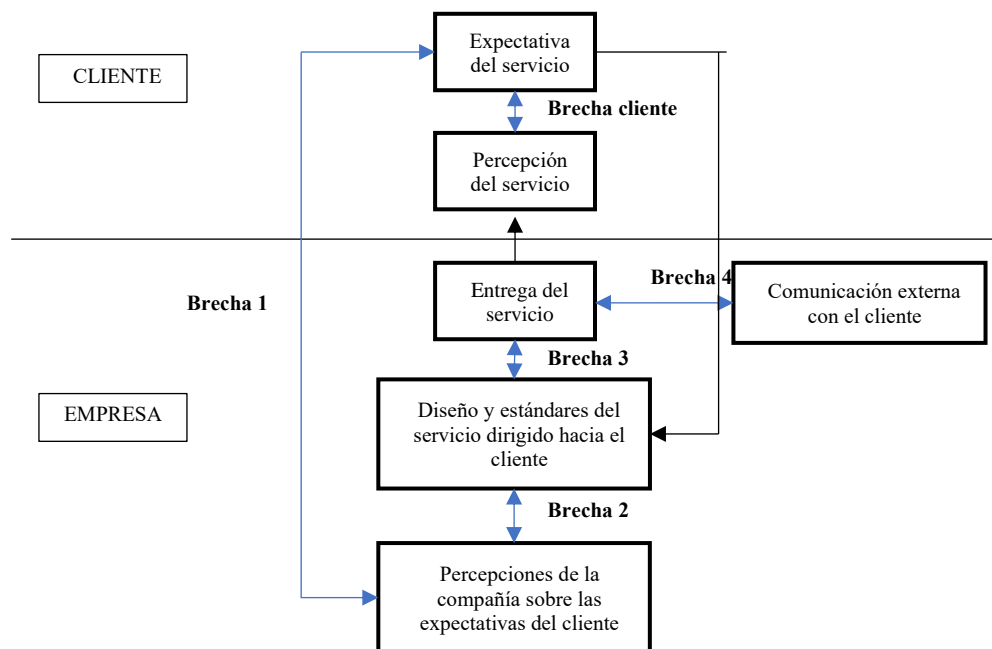 Expectativa
del servicio
CLIENTE
Brecha cliente
Percepción
del servicio
Brecha 4
Entrega del
servicio
Comunicación externa
con el cliente
Brecha 1
Brecha 3
EMPRESA
Diseño y estándares del
servicio dirigido hacia el
cliente
Brecha 2
Percepciones de la
compañía sobre las
expectativas del cliente